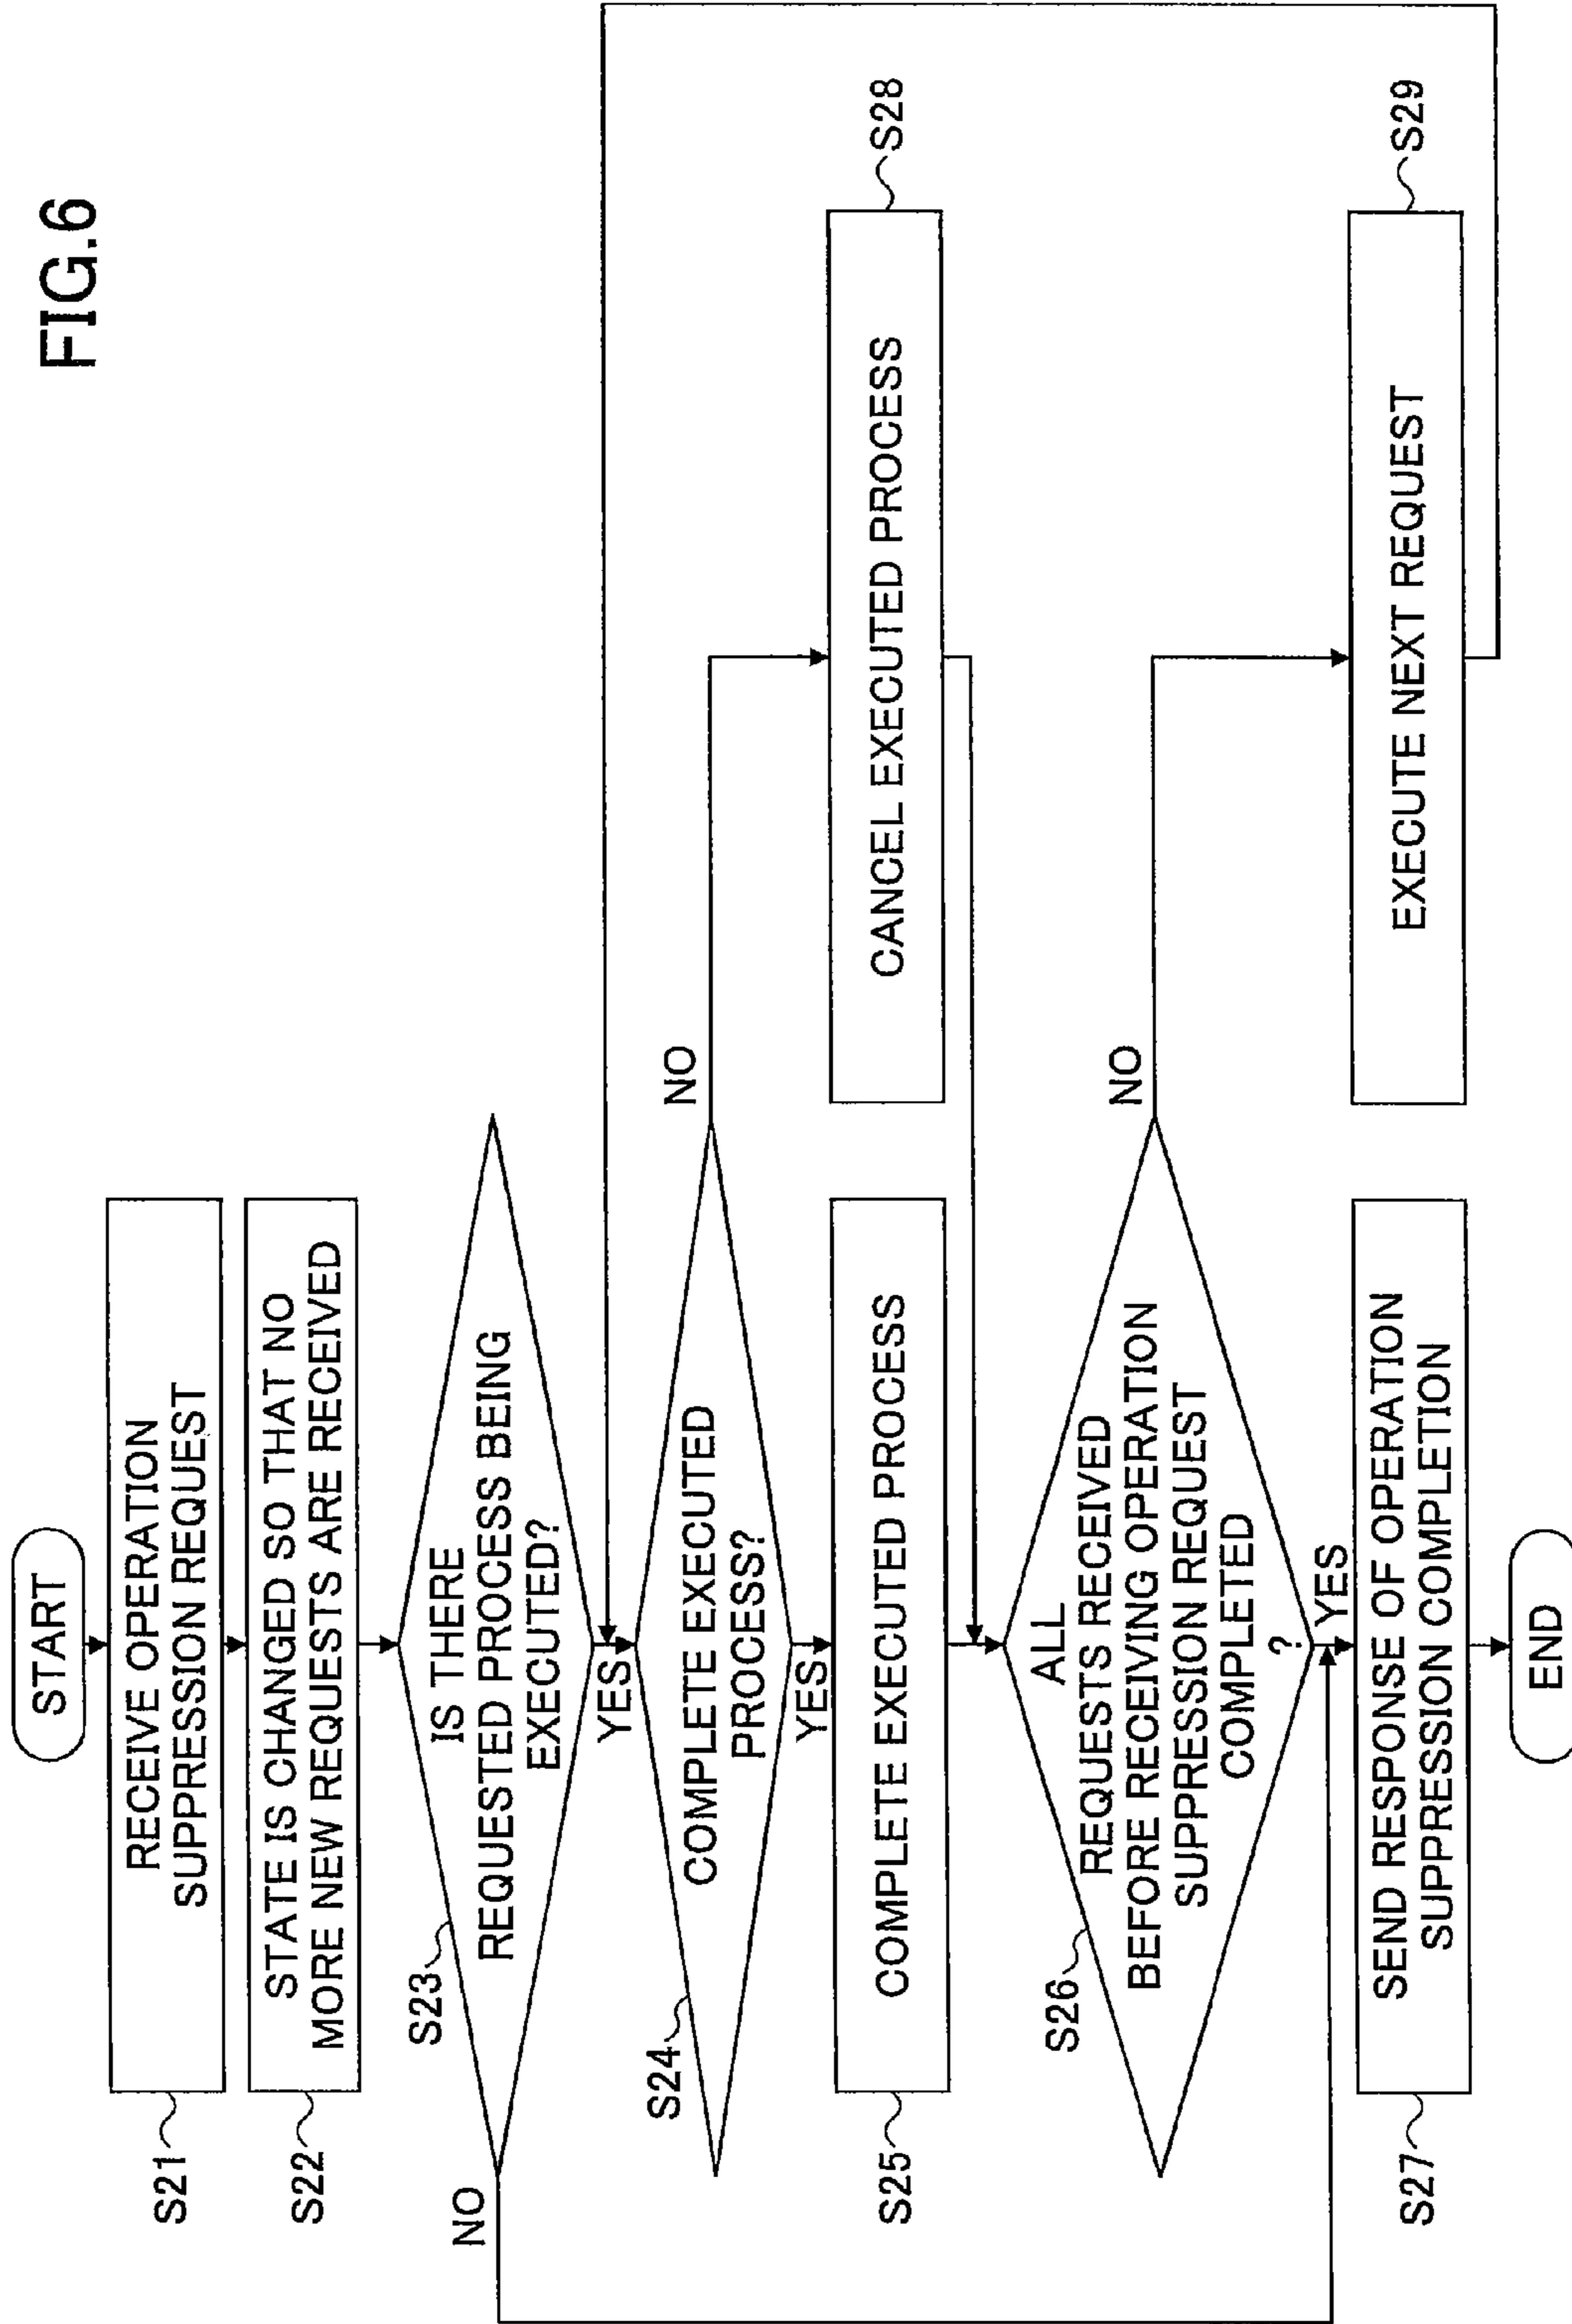 FIG.6
START
RECEIVE OPERATION
SUPPRESSION REQUEST
S21
STATE IS CHANGED SO THAT NO
MORE NEW REQUESTS ARE RECEIVED
S22
S23
IS THERE
REQUESTED PROCESS BEING
EXECUTED?
NO
YES
S24
COMPLETE EXECUTED
PROCESS?
NO
YES
COMPLETE EXECUTED PROCESS
S25
CANCEL EXECUTED PROCESS
S28
S26
ALL
REQUESTS RECEIVED
BEFORE RECEIVING OPERATION
SUPPRESSION REQUEST
COMPLETED
?
NO
YES
EXECUTE NEXT REQUEST
S29
SEND RESPONSE OF OPERATION
SUPPRESSION COMPLETION
S27
END